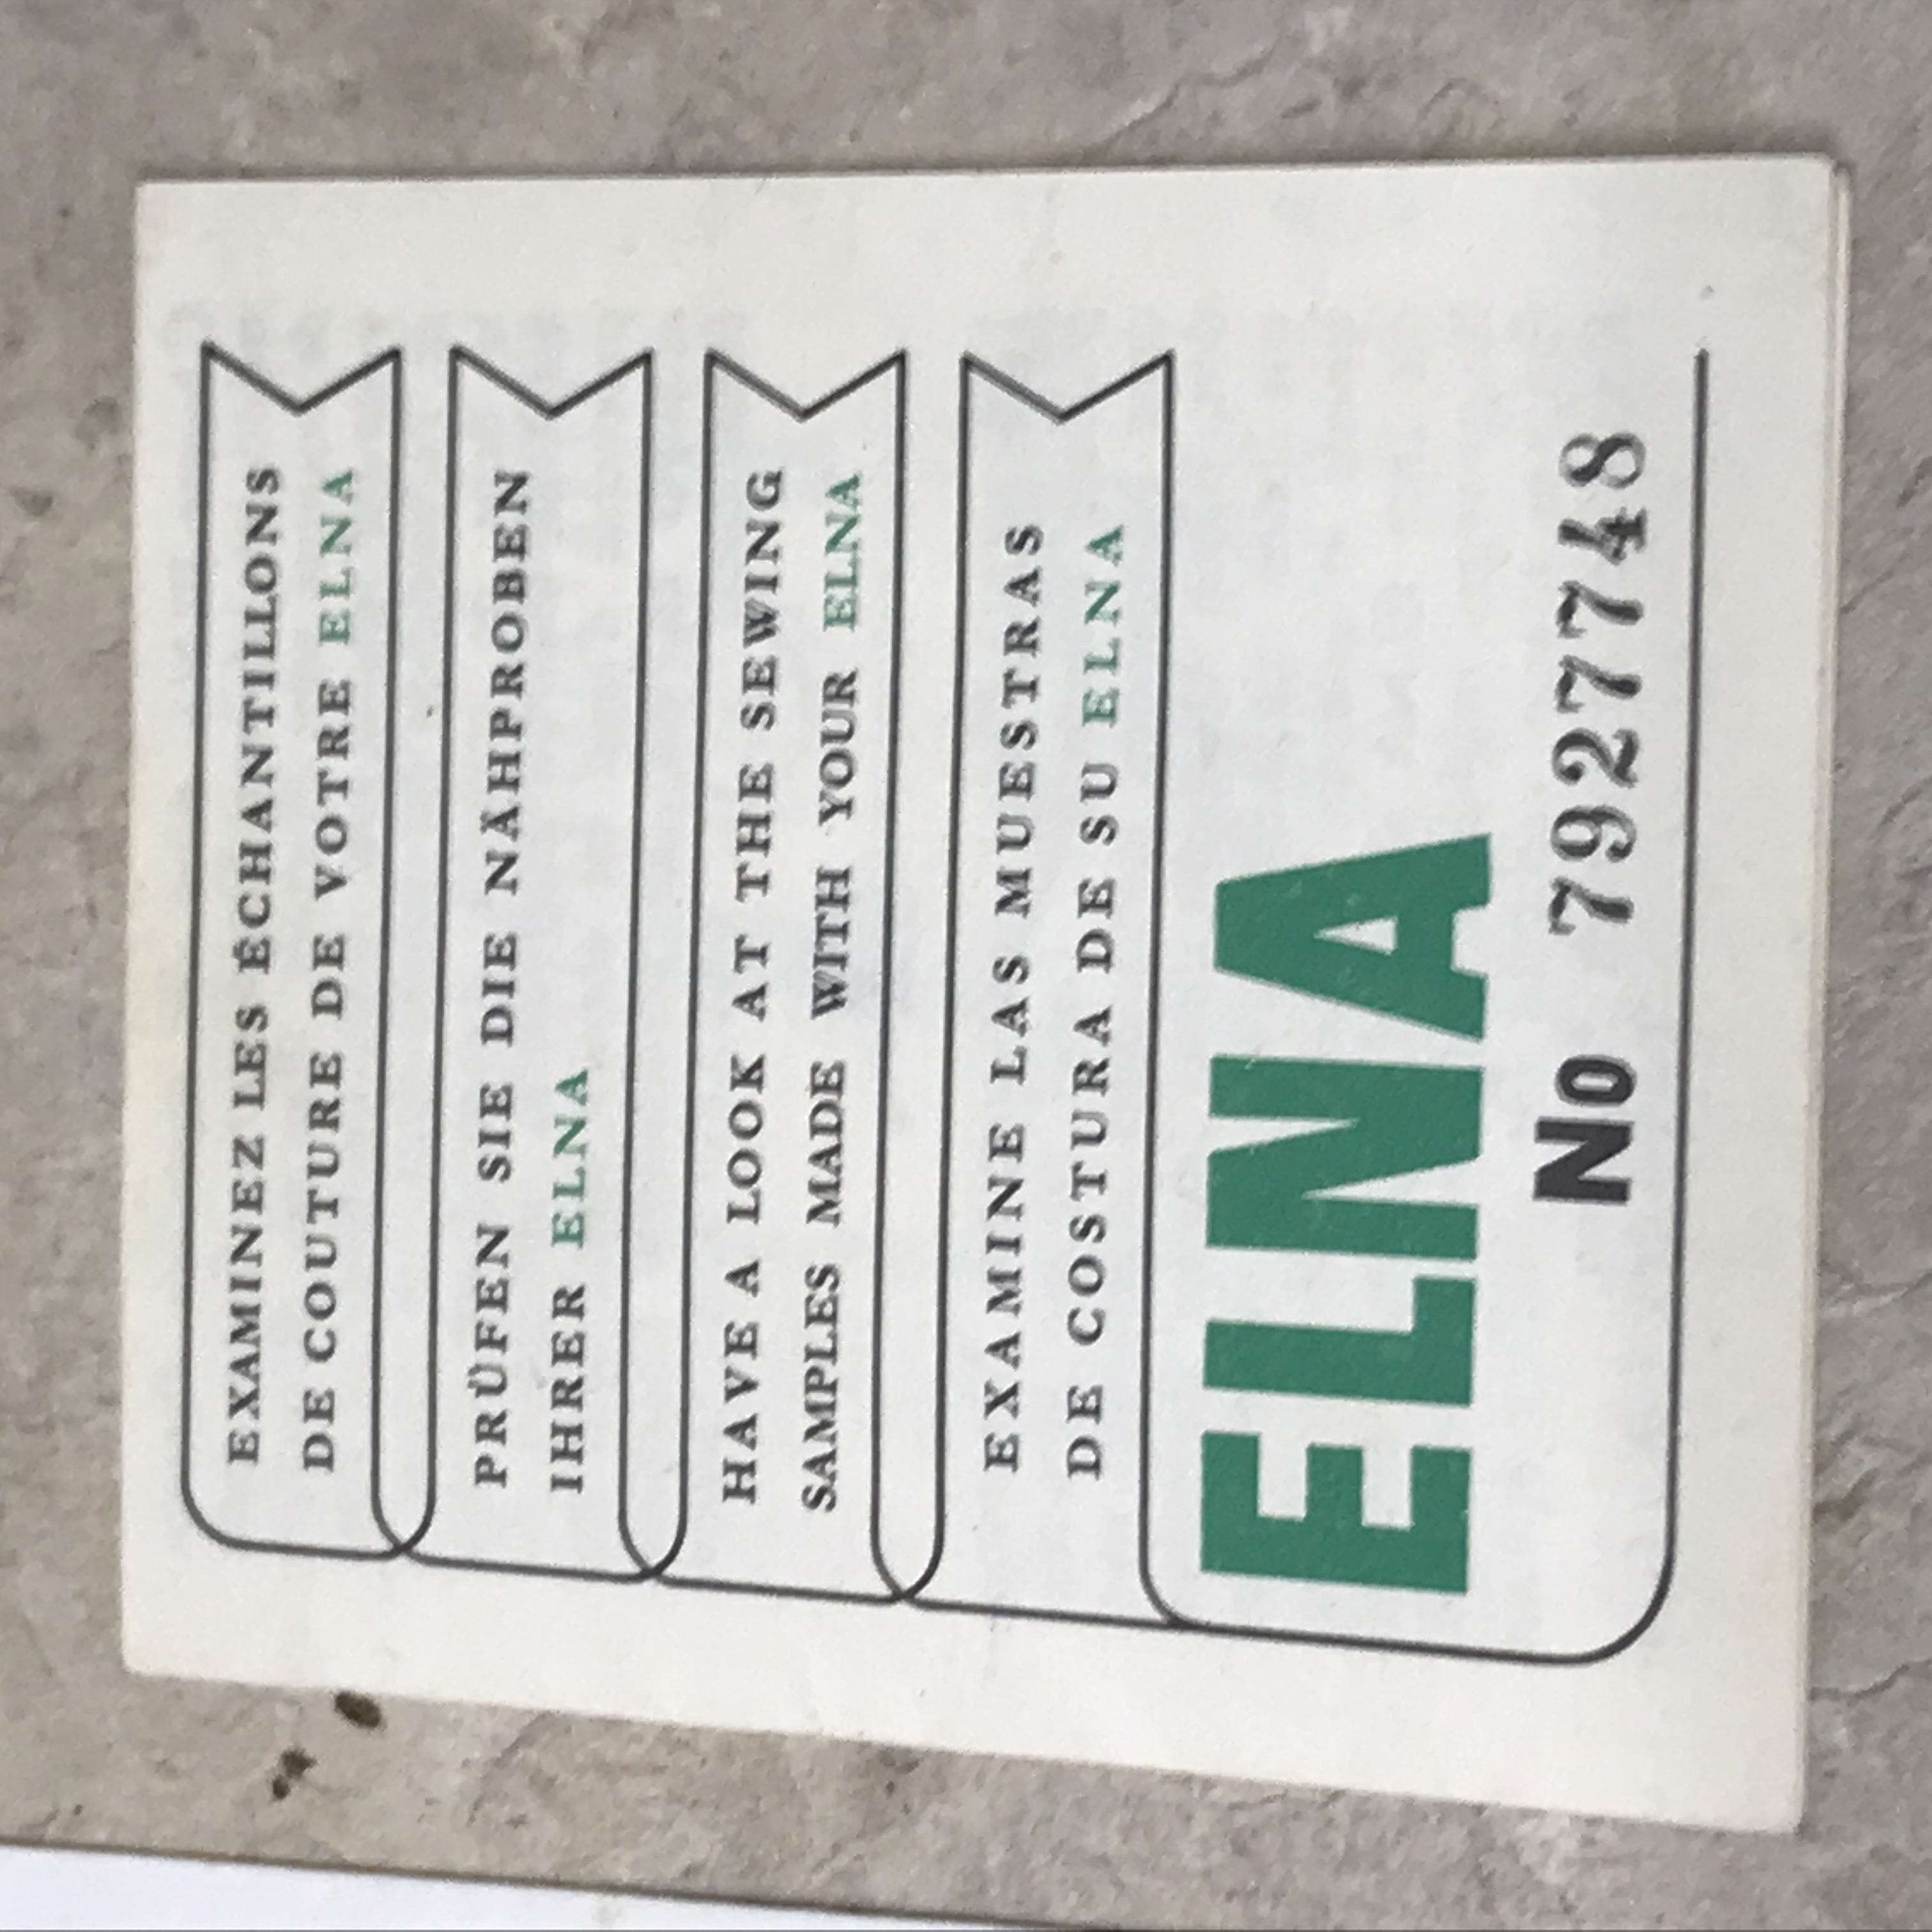 EXAMINEZ LES ÉCHANTILLONS
DE COUTURE DE VOTRE ELNA
PRÜFEN SIE DIE NÄHPROBEN
IHRER ELNA
HAVE A LOOK AT THE SEWING
SAMPLES MADE WITH YOUR ELNA
EXAMINE LAS MUESTRAS
DE COSTURA DE SU ELNA
ELNA
No 7927748